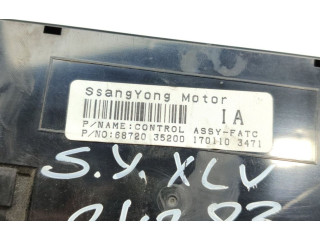 SsangYong Motor
IA
P/NAME:CONTROL ASSY-FATC
P/NO:68720 35200 170110 3471
S.Y. XLV